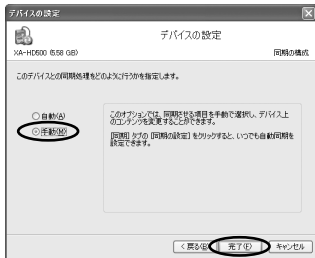 デバイスの設定
デバイスの設定
XA-HD500 (5.58 GB)
同期の構成
このデバイスとの同期処理をどのように行うかを指定します。
自動(A)
手動(M)
このオプションでは、同期させる項目を手動で選択し、デバイス上
のコンテンツを変更することができます。
[同期] タブの [同期の設定] をクリックすると、いつでも自動同期を
設定できます。
< 戻る(B)
完了(F)
キャンセル